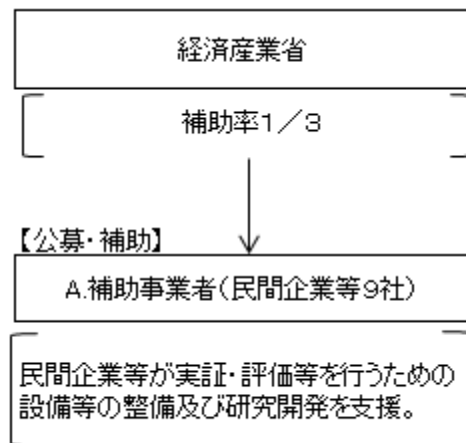 経済産業省
補助率1／3
【公募・補助】
A.補助事業者(民間企業等9社)
民間企業等が実証・評価等を行うための
設備等の整備及び研究開発を支援。